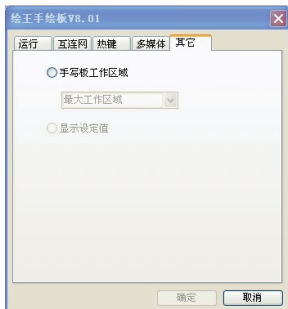 绘王手绘板V8.01
运行 互连网 热键 多媒体 其它
手写板工作区域
最大工作区域
显示设定值
确定 取消